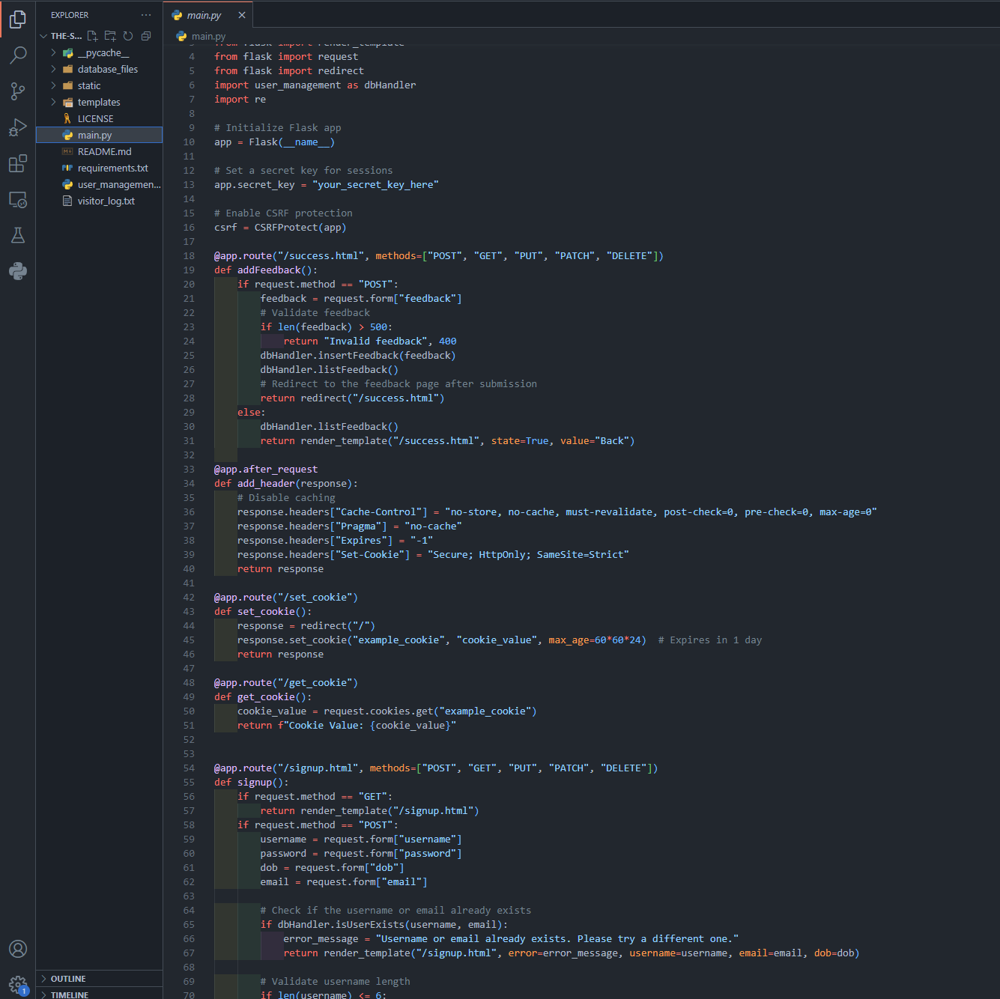 EXPLORER
THE-S...
__pycache__
database_files
static
templates
LICENSE
main.py
README.md
requirements.txt
user_managemen...
visitor_log.txt
OUTLINE
TIMELINE
1
main.py
main.py
3 from flask import render_template
4 from flask import request
5 from flask import redirect
6 import user_management as dbHandler
7 import re
8
9 # Initialize Flask app
10 app = Flask(__name__)
11
12 # Set a secret key for sessions
13 app.secret_key = "your_secret_key_here"
14
15 # Enable CSRF protection
16 csrf = CSRFProtect(app)
17
18 @app.route("/success.html", methods=["POST", "GET", "PUT", "PATCH", "DELETE"])
19 def addFeedback():
20     if request.method == "POST":
21         feedback = request.form["feedback"]
22         # Validate feedback
23         if len(feedback) > 500:
24             return "Invalid feedback", 400
25         dbHandler.insertFeedback(feedback)
26         dbHandler.listFeedback()
27         # Redirect to the feedback page after submission
28         return redirect("/success.html")
29     else:
30         dbHandler.listFeedback()
31         return render_template("/success.html", state=True, value="Back")
32
33 @app.after_request
34 def add_header(response):
35     # Disable caching
36     response.headers["Cache-Control"] = "no-store, no-cache, must-revalidate, post-check=0, pre-check=0, max-age=0"
37     response.headers["Pragma"] = "no-cache"
38     response.headers["Expires"] = "-1"
39     response.headers["Set-Cookie"] = "Secure; HttpOnly; SameSite=Strict"
40     return response
41
42 @app.route("/set_cookie")
43 def set_cookie():
44     response = redirect("/")
45     response.set_cookie("example_cookie", "cookie_value", max_age=60*60*24)  # Expires in 1 day
46     return response
47
48 @app.route("/get_cookie")
49 def get_cookie():
50     cookie_value = request.cookies.get("example_cookie")
51     return f"Cookie Value: {cookie_value}"
52
53
54 @app.route("/signup.html", methods=["POST", "GET", "PUT", "PATCH", "DELETE"])
55 def signup():
56     if request.method == "GET":
57         return render_template("/signup.html")
58     if request.method == "POST":
59         username = request.form["username"]
60         password = request.form["password"]
61         dob = request.form["dob"]
62         email = request.form["email"]
63
64         # Check if the username or email already exists
65         if dbHandler.isUserExists(username, email):
66             error_message = "Username or email already exists. Please try a different one."
67             return render_template("/signup.html", error=error_message, username=username, email=email, dob=dob)
68
69         # Validate username length
70         if len(username) <= 6: